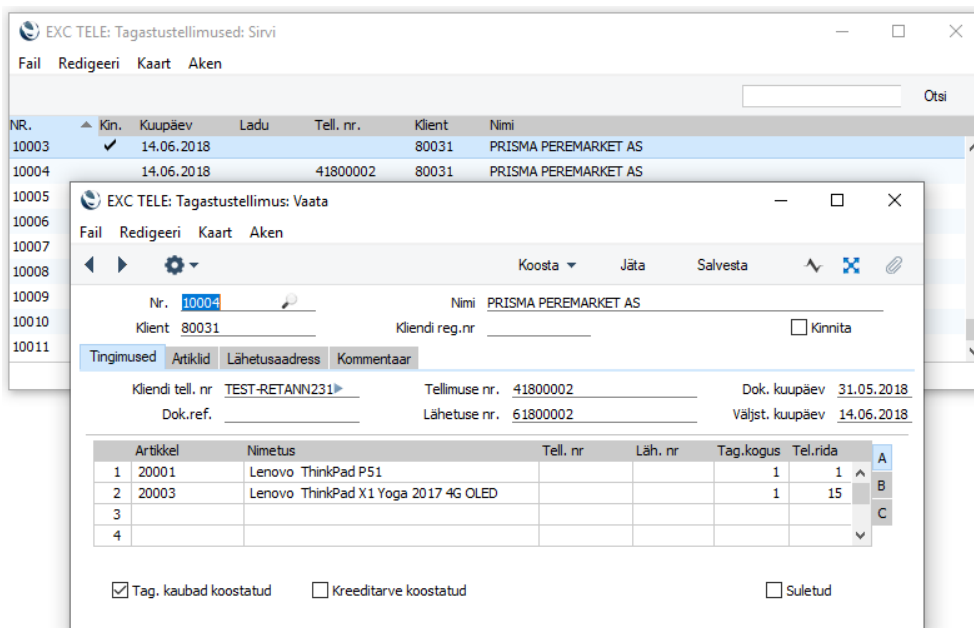 EXC TELE: Tagastustellimused: Sirvi
Fail Redigeeri Kaart Aken
Otsi
NR. Kin. Kuupäev Ladu Tell. nr. Klient Nimi
10003 14.06.2018 80031 PRISMA PEREMARKET AS
10004 14.06.2018 41800002 80031 PRISMA PEREMARKET AS
10005
10006
10007
10008
10009
10010
10011
EXC TELE: Tagastustellimus: Vaata
Fail Redigeeri Kaart Aken
Koosta Jäta Salvesta
Nr. 10004 Nimi PRISMA PEREMARKET AS
Klient 80031 Kliendi reg.nr Kinnita
Tingimused Artiklid Lähetusaadress Kommentaar
Kliendi tell. nr TEST-RETANN231 Tellimuse nr. 41800002 Dok. kuupäev 31.05.2018
Dok.ref. Lähetuse nr. 61800002 Väljst. kuupäev 14.06.2018
Artikkel Nimetus Tell. nr Läh. nr Tag.kogus Tel.rida A
1 20001 Lenovo ThinkPad P51 1 1
2 20003 Lenovo ThinkPad X1 Yoga 2017 4G OLED 1 15 B
3 C
4
Tag. kaubad koostatud Kreeditarve koostatud Suletud